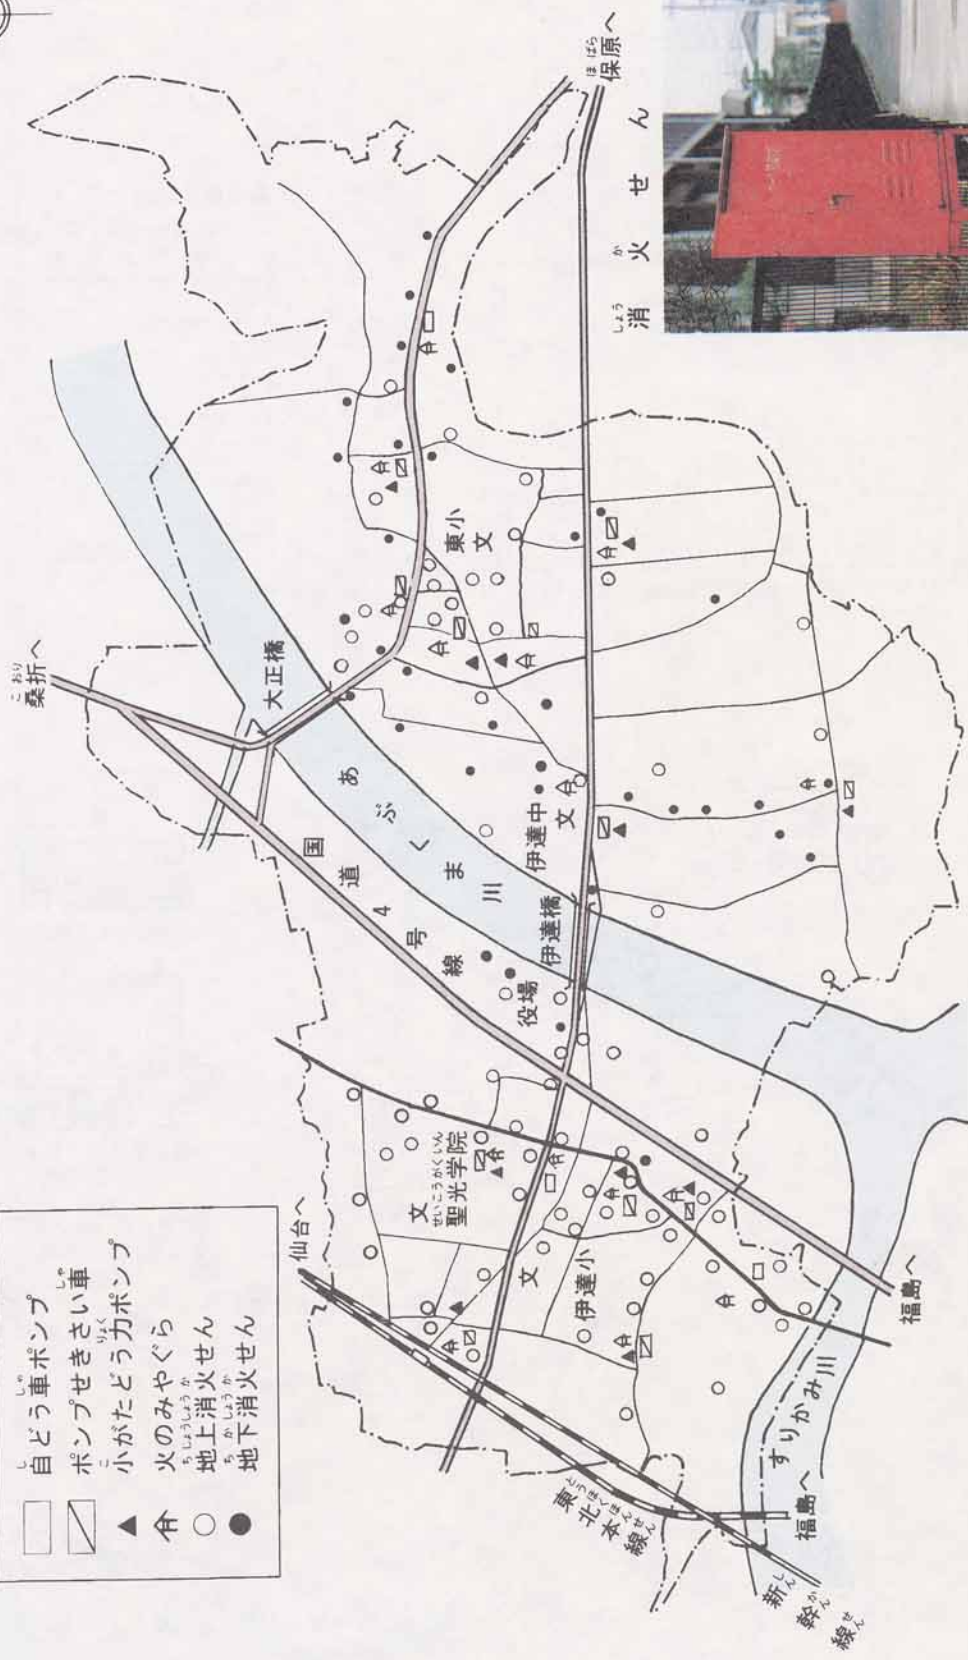 自どう車ポンプ
ポンプせきさい車
小がたどう力ポンプ
火のみやぐら
地上消火せん
地下消火せん
仙台へ
桑折へ
保原へ
大正橋
国道4号線
あぶくま川
東小
文
伊達中
文
伊達橋
役場
文
聖光学院
文
伊達小
東北本線
新幹線
福島へ
福島へ
すりかみ川
消火せん